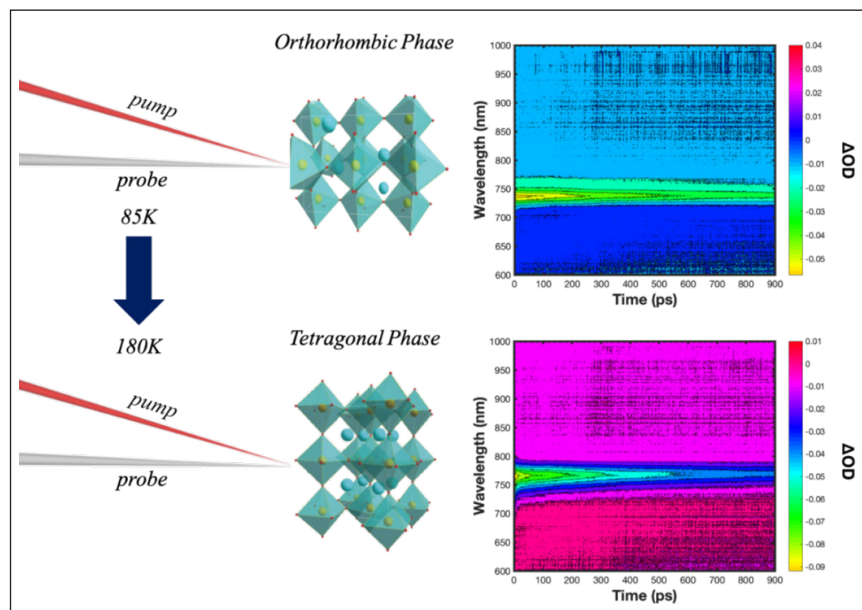 Orthorhombic Phase
pump
probe
85K
180K
Tetragonal Phase
pump
probe
1000
950
900
850
800
750
700
650
600
Wavelength (nm)
0 100 200 300 400 500 600 700 800 900
Time (ps)
0.04
0.03
0.02
0.01
0
-0.01
-0.02
-0.03
-0.04
-0.05
ΔOD
1000
950
900
850
800
750
700
650
600
Wavelength (nm)
0 100 200 300 400 500 600 700 800 900
Time (ps)
0.01
0
-0.01
-0.02
-0.03
-0.04
-0.05
-0.06
-0.07
-0.08
-0.09
ΔOD